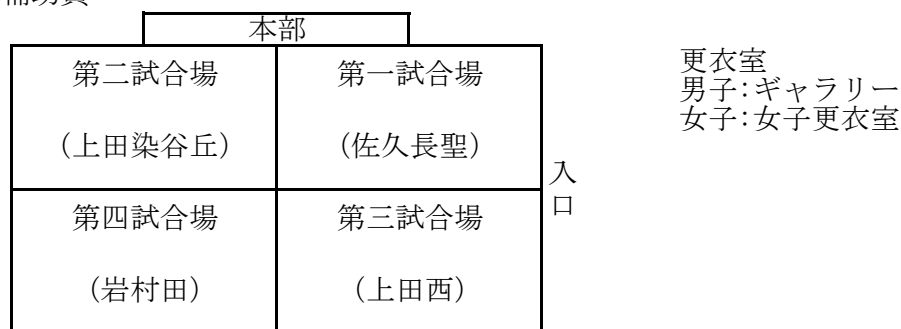 本部
第二試合場 第一試合場
(上田染谷丘) (佐久長聖)
入口
第四試合場 第三試合場
(岩村田) (上田西)
更衣室
男子:ギャラリー
女子:女子更衣室